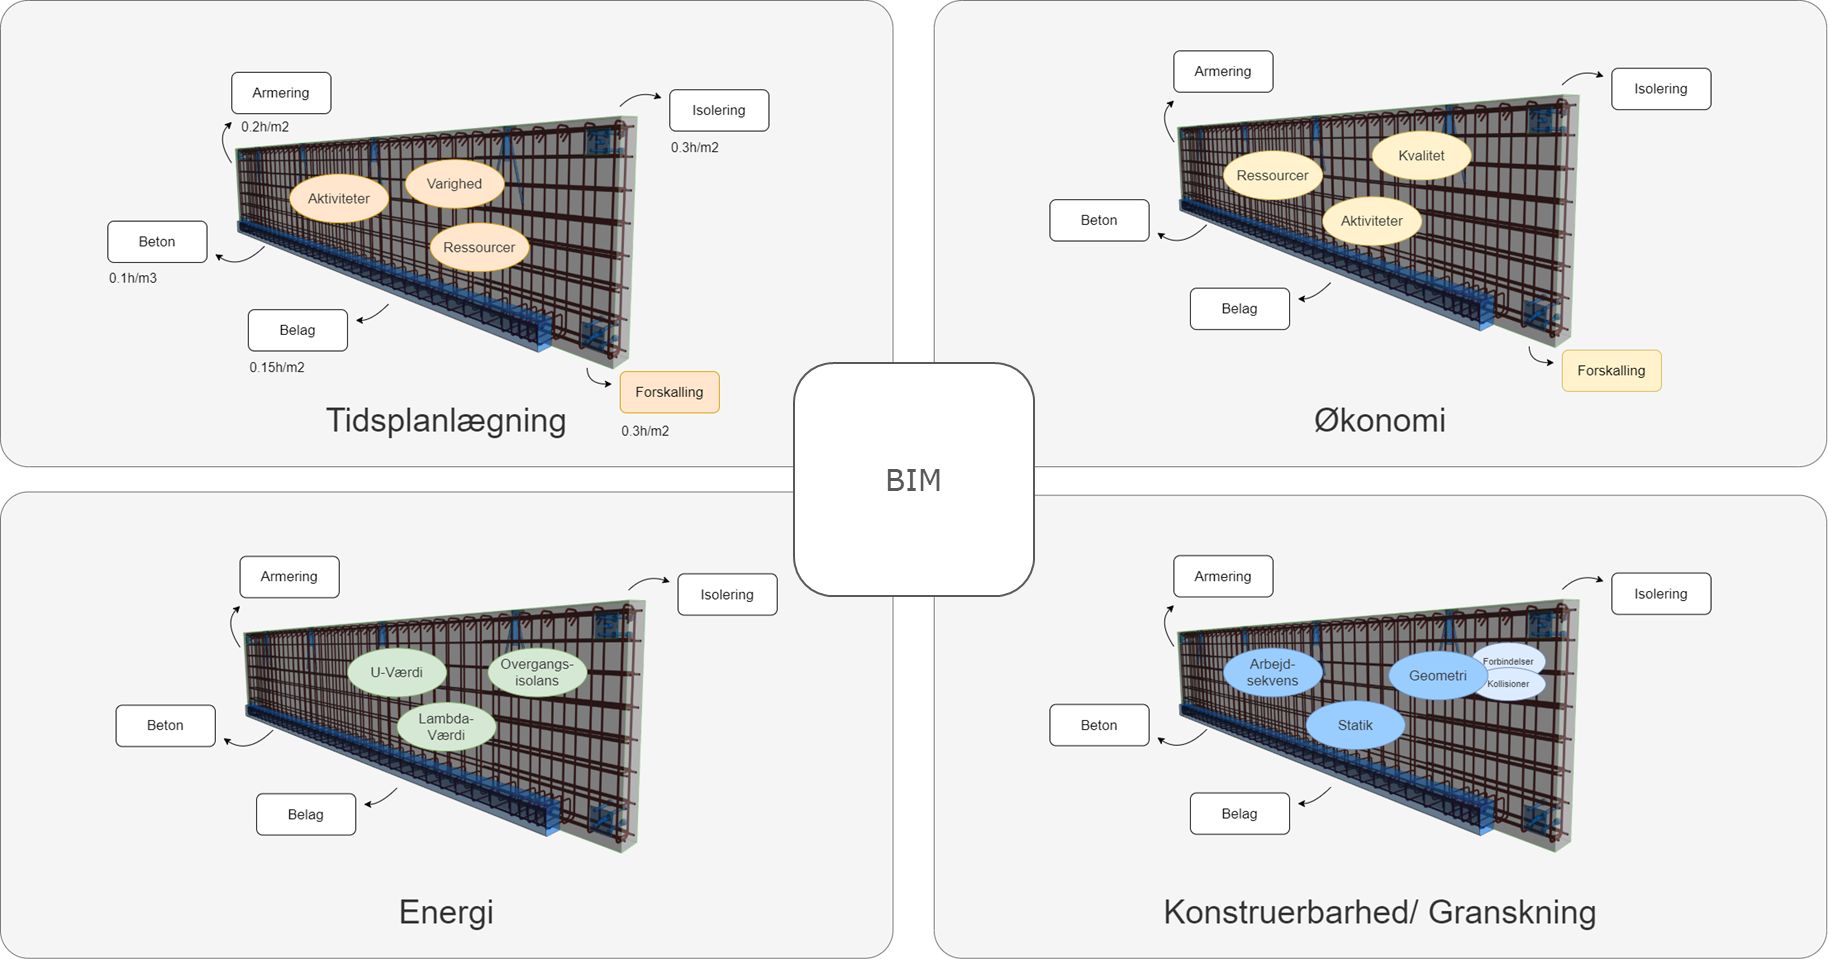 Armering
0.2h/m2
Isolering
0.3h/m2
Varighed
Aktiviteter
Ressourcer
Beton
0.1h/m3
Belag
0.15h/m2
Forskalling
0.3h/m2
Tidsplanlægning
Armering
Isolering
Kvalitet
Ressourcer
Aktiviteter
Beton
Belag
Forskalling
Økonomi
BIM
Armering
Isolering
U-Værdi
Overgangs-
isolans
Lambda-
Værdi
Beton
Belag
Energi
Armering
Isolering
Arbejd-
sekvens
Geometri
Forbindelser
Kollisioner
Statik
Beton
Belag
Konstruerbarhed/ Granskning